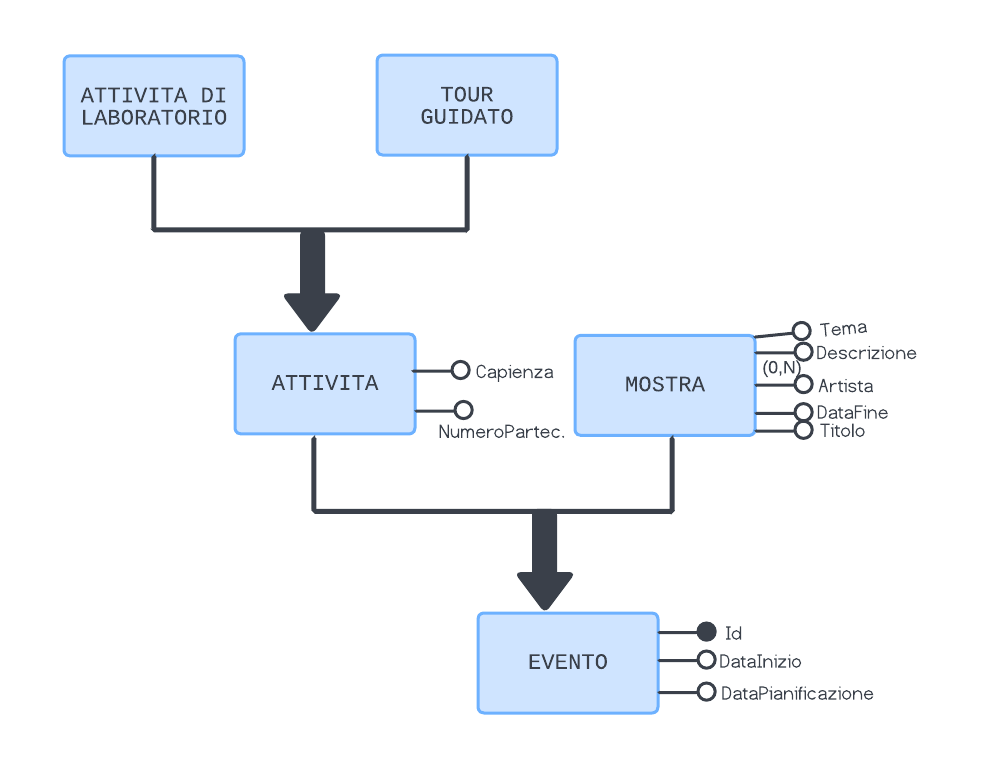 ATTIVITA DI
LABORATORIO
TOUR
GUIDATO
ATTIVITA
Capienza
NumeroPartec.
MOSTRA
Tema
Descrizione
(0,N)
Artista
DataFine
Titolo
EVENTO
Id
DataInizio
DataPianificazione